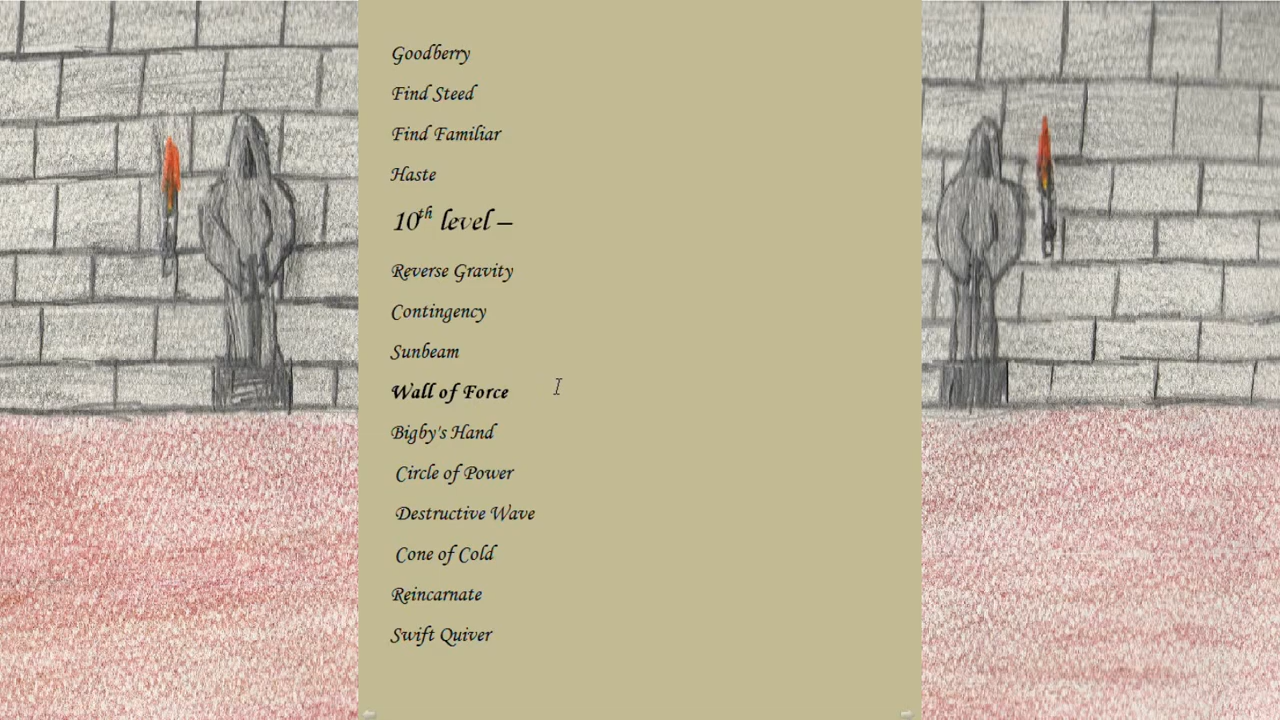 Goodberry
Find Steed
Find Familiar
Haste
10th level –
Reverse Gravity
Contingency
Sunbeam
Wall of Force
Bigby's Hand
Circle of Power
Destructive Wave
Cone of Cold
Reincarnate
Swift Quiver